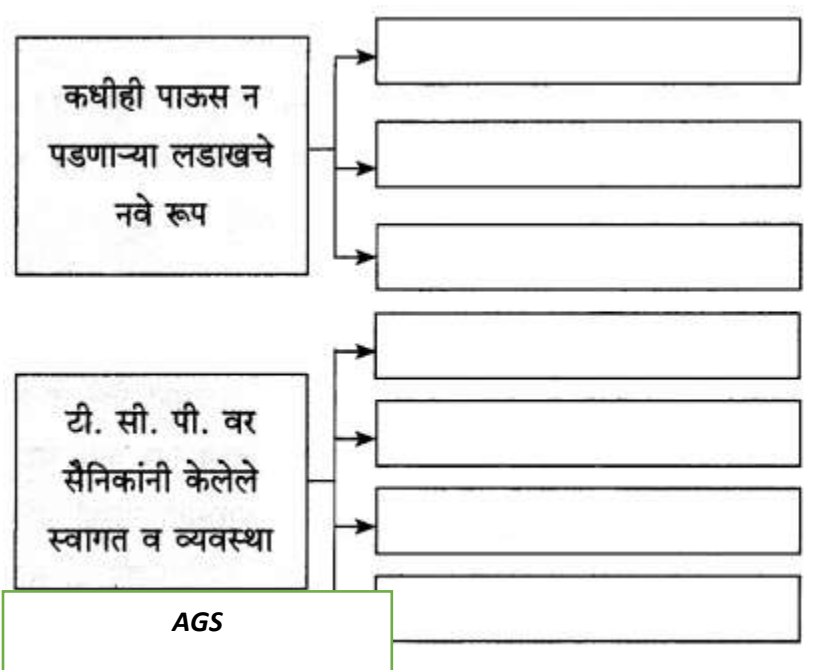 कधीही पाऊस न
पडणाऱ्या लडाखचे
नवे रूप
टी. सी. पी. वर
सैनिकांनी केलेले
स्वागत व व्यवस्था
AGS